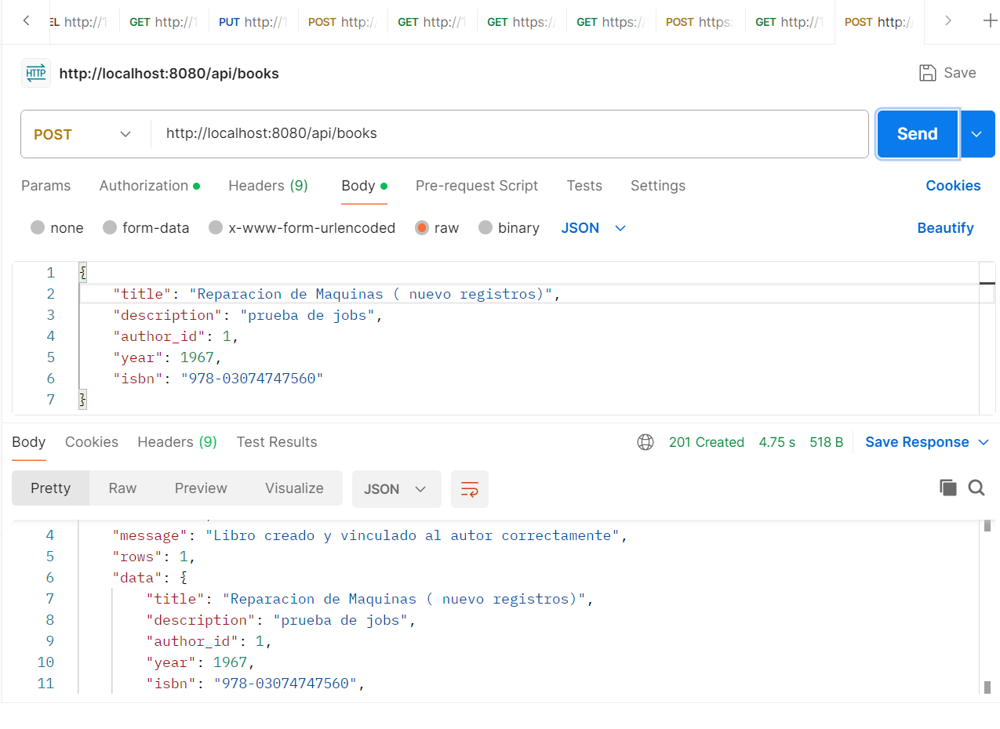 EL http://1 GET http://1 PUT http://1 POST http:/ GET http://1 GET https:/ GET https:/ POST https: GET http://1 POST http:/
HTTP http://localhost:8080/api/books Save
POST http://localhost:8080/api/books Send
Params Authorization Headers (9) Body Pre-request Script Tests Settings Cookies
none form-data x-www-form-urlencoded raw binary JSON Beautify
1 {
2 "title": "Reparacion de Maquinas ( nuevo registros)",
3 "description": "prueba de jobs",
4 "author_id": 1,
5 "year": 1967,
6 "isbn": "978-03074747560"
7 }
Body Cookies Headers (9) Test Results 201 Created 4.75 s 518 B Save Response
Pretty Raw Preview Visualize JSON
4 "message": "Libro creado y vinculado al autor correctamente",
5 "rows": 1,
6 "data": {
7 "title": "Reparacion de Maquinas ( nuevo registros)",
8 "description": "prueba de jobs",
9 "author_id": 1,
10 "year": 1967,
11 "isbn": "978-03074747560",